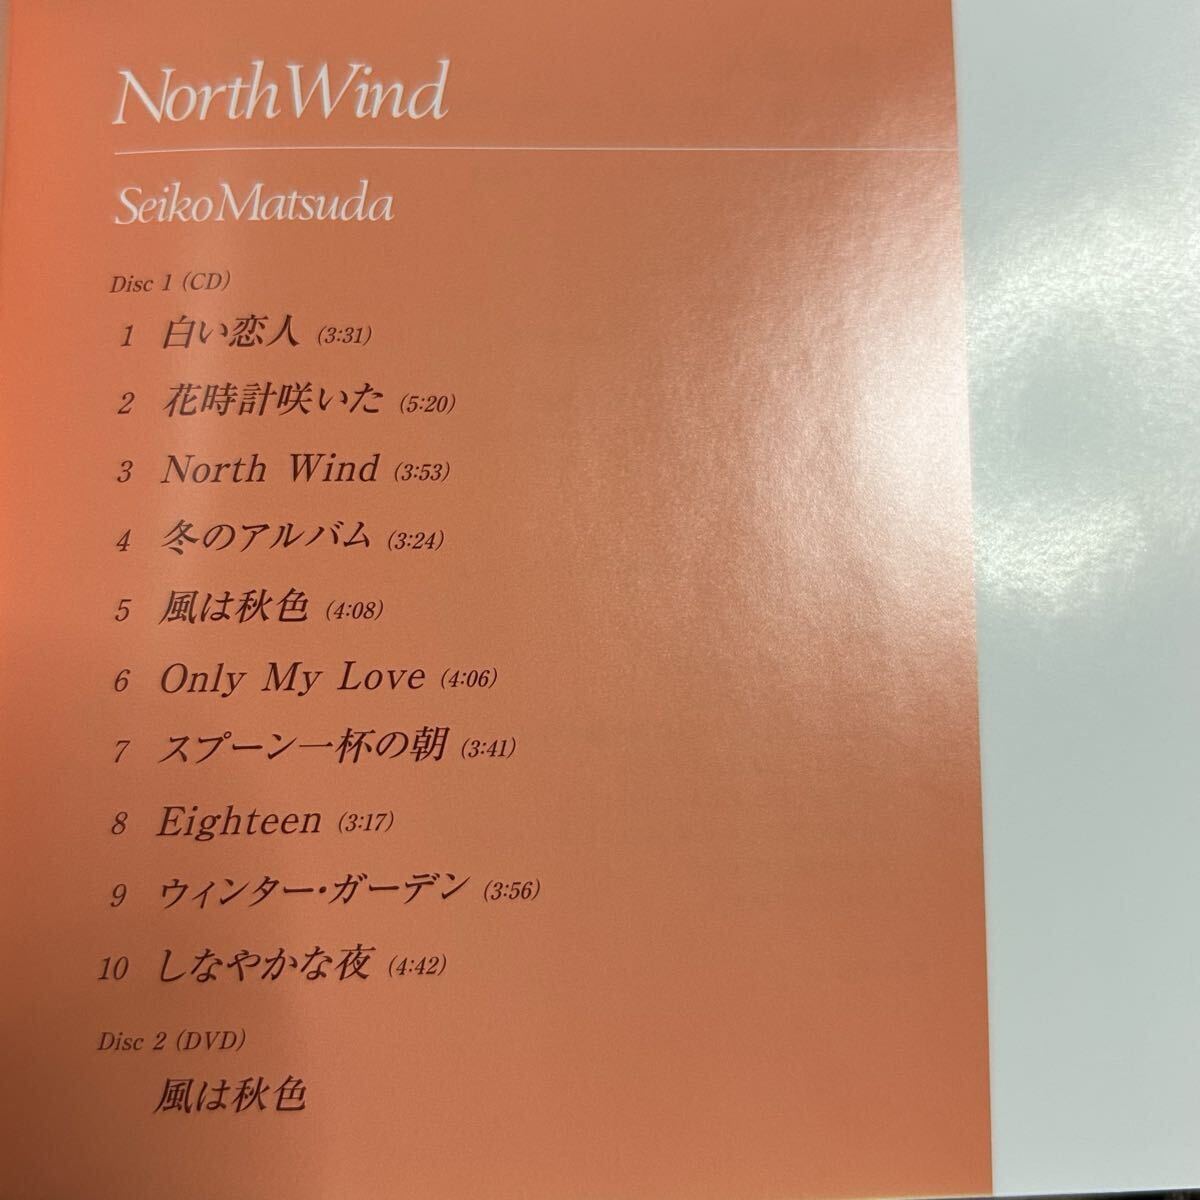 North Wind
Seiko Matsuda
Disc 1 (CD)
1 白い恋人 (3:31)
2 花時計咲いた (5:20)
3 North Wind (3:53)
4 冬のアルバム (3:24)
5 風は秋色 (4:08)
6 Only My Love (4:06)
7 スプーン一杯の朝 (3:41)
8 Eighteen (3:17)
9 ウィンター・ガーデン (3:56)
10 しなやかな夜 (4:42)
Disc 2 (DVD)
風は秋色